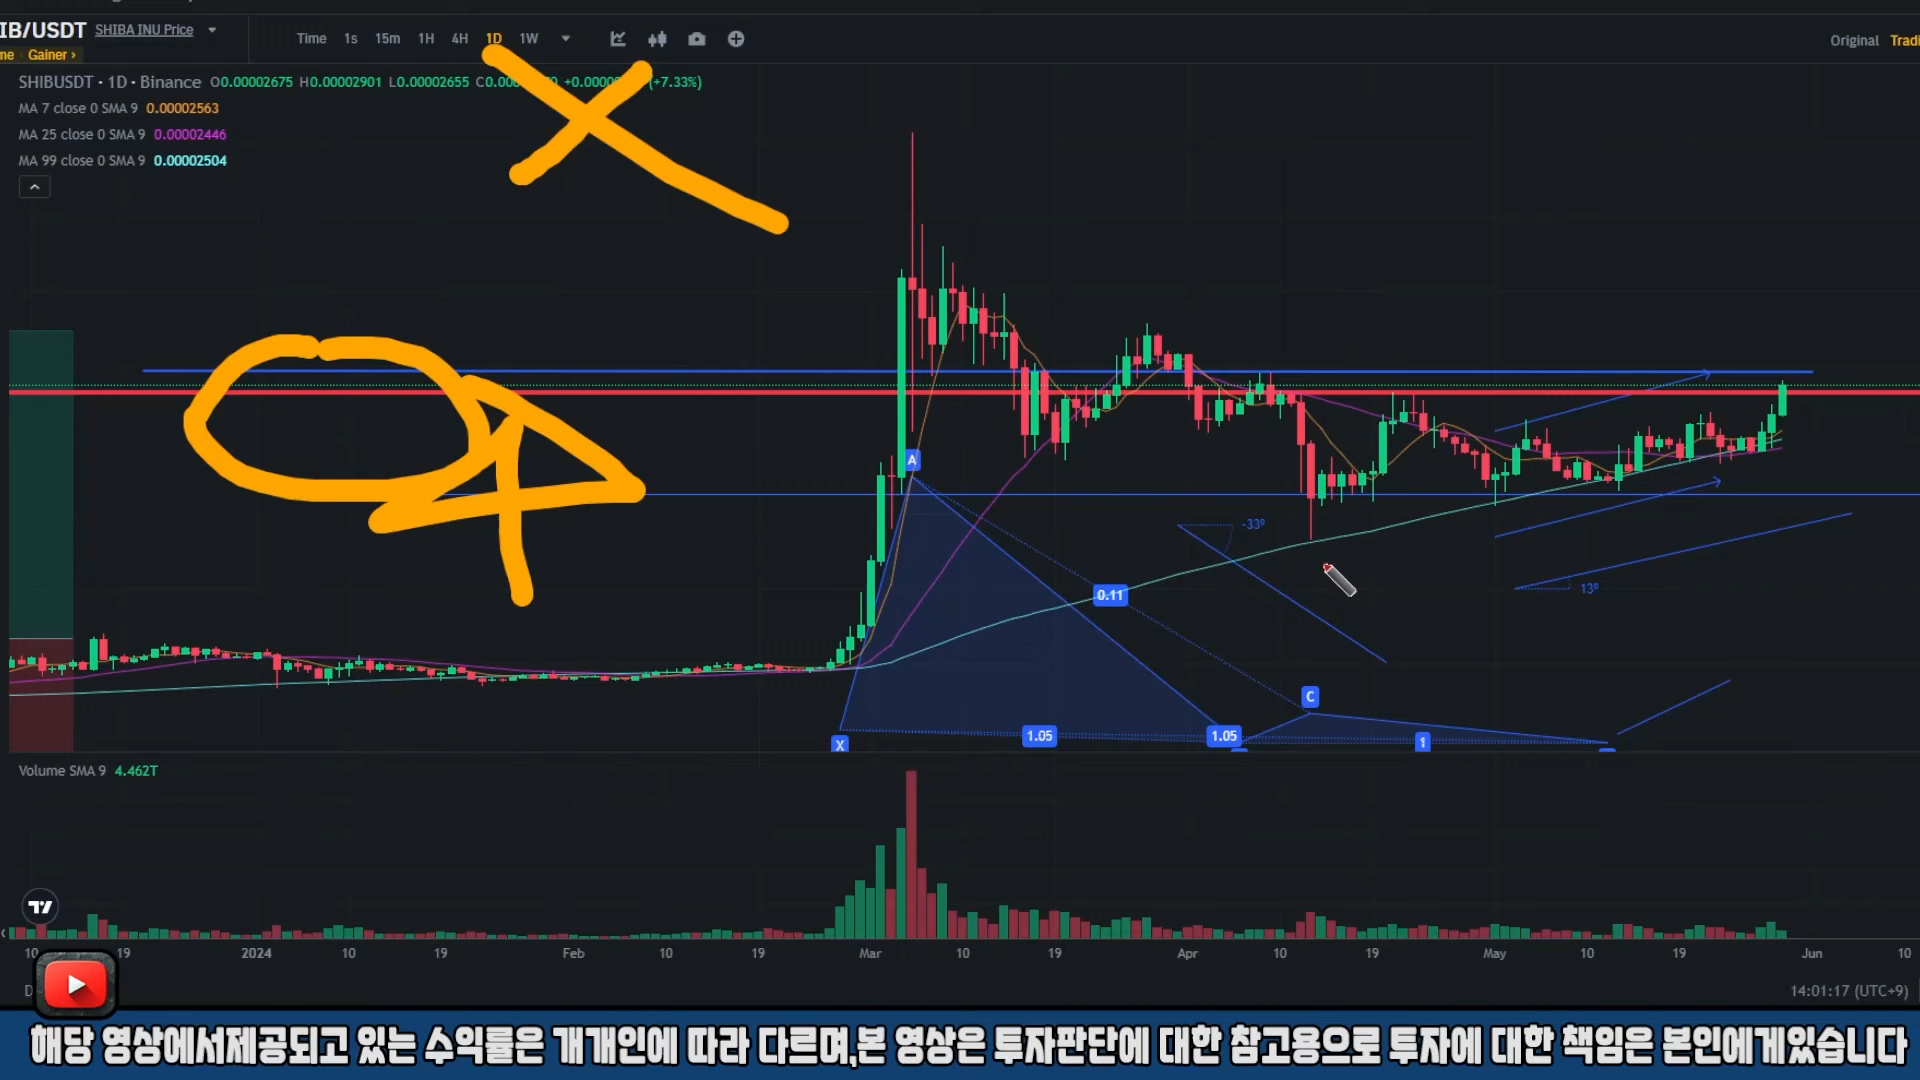 IB/USDT SHIBA INU Price
me Gainer ›
Time 1s 15m 1H 4H 1D 1W
Original Tradi
SHIBUSDT · 1D · Binance O0.00002675 H0.00002901 L0.00002655 (+7.33%)
MA 7 close 0 SMA 9 0.00002563
MA 25 close 0 SMA 9 0.00002446
MA 99 close 0 SMA 9 0.00002504
A
-33º
0.11
13º
C
X
1.05
1.05
1
Volume SMA 9 4.462T
10 19 2024 10 19 Feb 10 19 Mar 10 19 Apr 10 19 May 10 19 Jun 10
D
14:01:17 (UTC+9)
해당 영상에서제공되고 있는 수익률은 개개인에 따라 다르며,본 영상은 투자판단에 대한 참고용으로 투자에 대한 책임은 본인에게있습니다